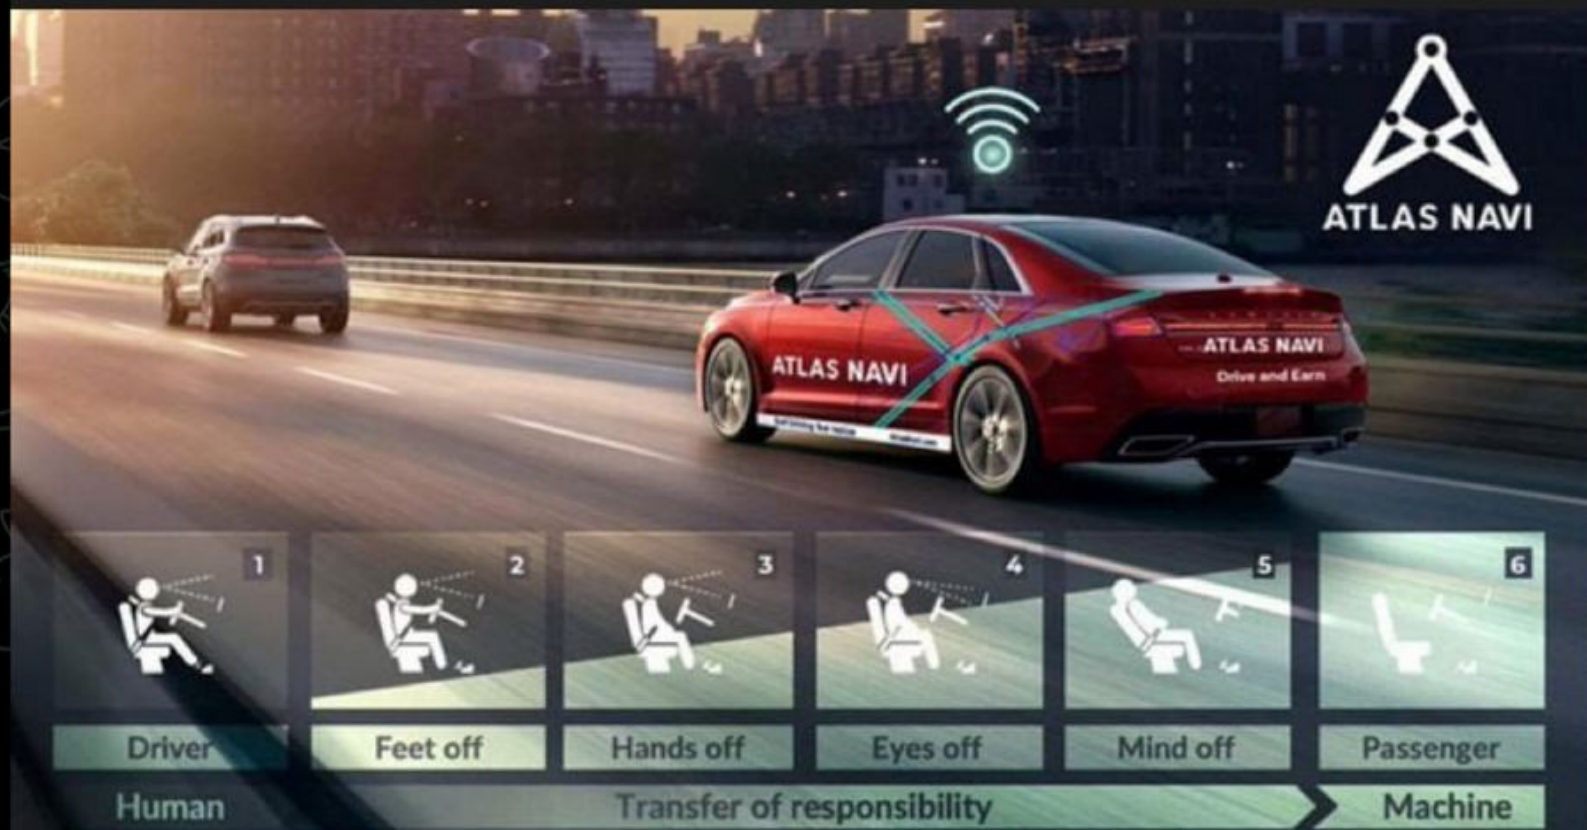 ATLAS NAVI
ATLAS NAVI
ATLAS NAVI
Drive and Earn
1
2
3
4
5
6
Driver
Feet off
Hands off
Eyes off
Mind off
Passenger
Human
Transfer of responsibility
Machine